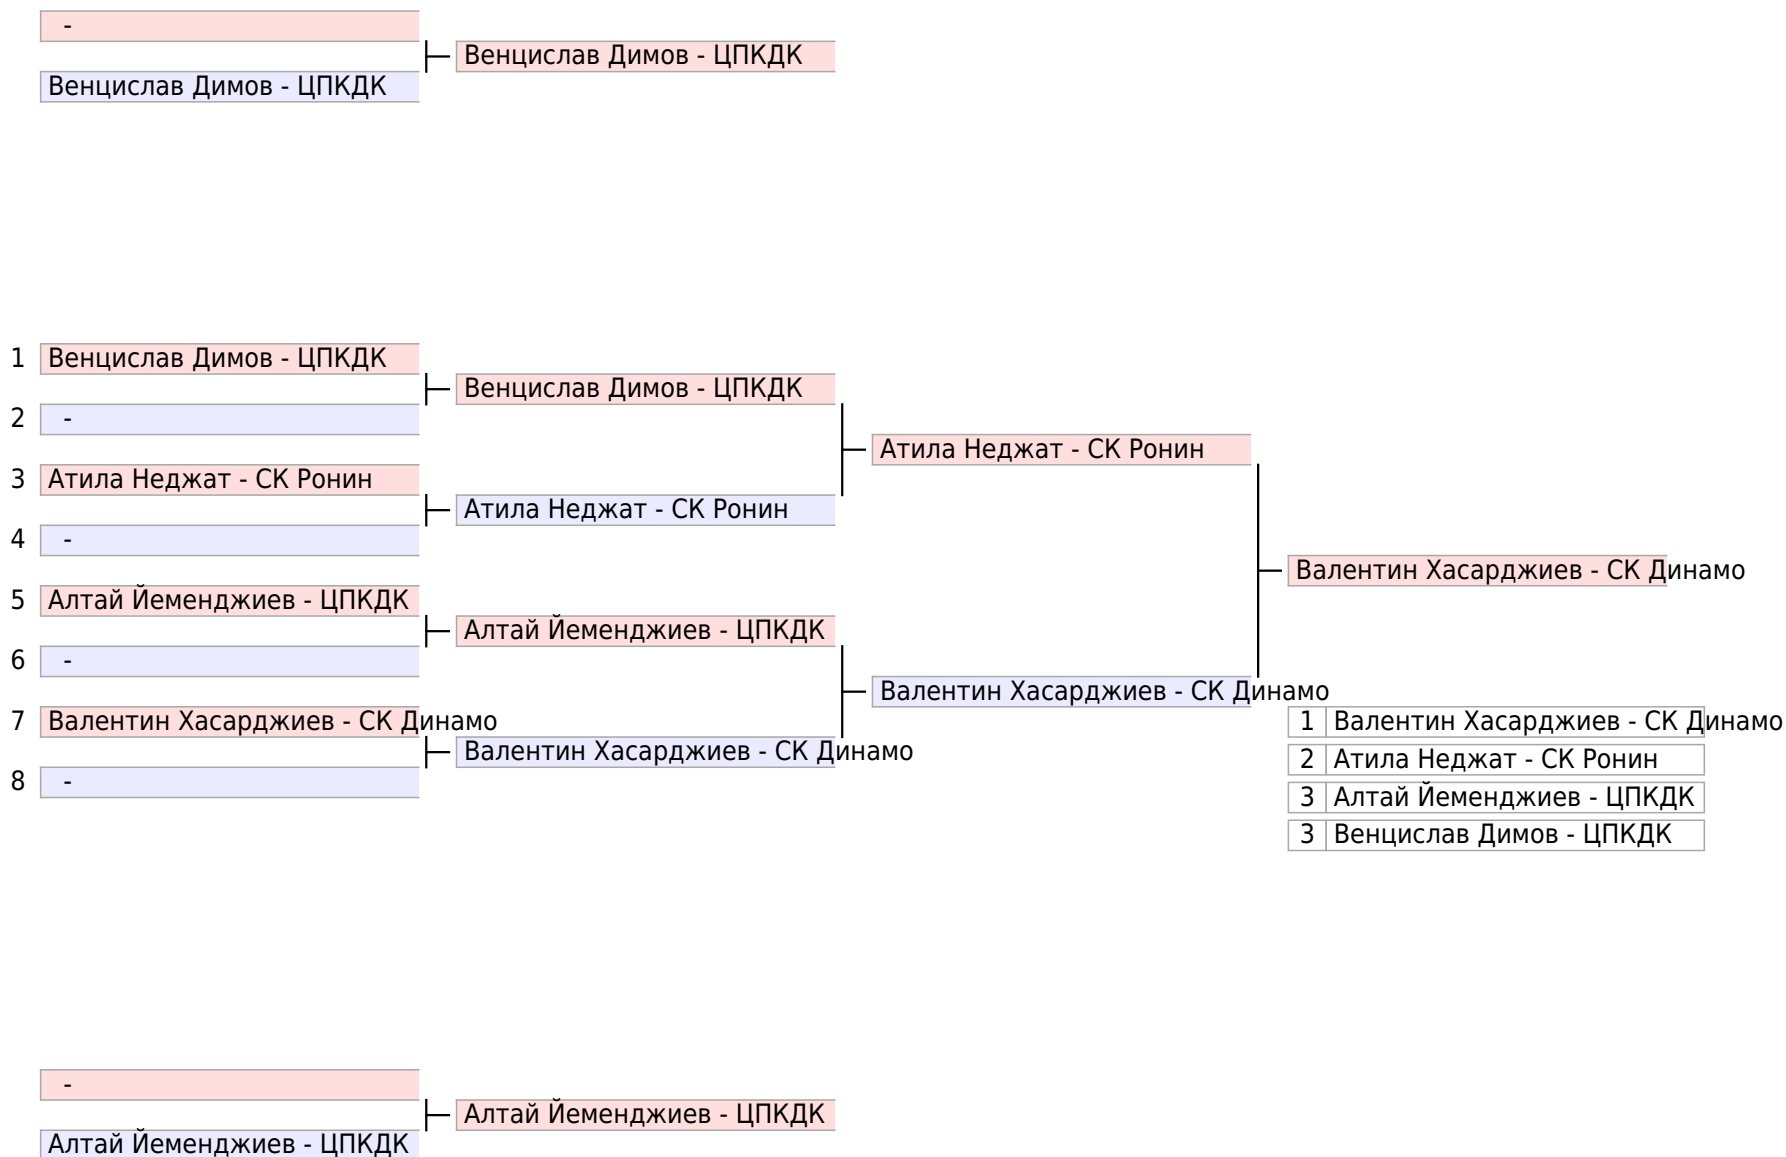 -
Венцислав Димов - ЦПКДК
Венцислав Димов - ЦПКДК
1 Венцислав Димов - ЦПКДК
Венцислав Димов - ЦПКДК
2 -
Атила Неджат - СК Ронин
3 Атила Неджат - СК Ронин
Атила Неджат - СК Ронин
4 -
Валентин Хасарджиев - СК Динамо
5 Алтай Йеменджиев - ЦПКДК
Алтай Йеменджиев - ЦПКДК
6 -
Валентин Хасарджиев - СК Динамо
7 Валентин Хасарджиев - СК Динамо
Валентин Хасарджиев - СК Динамо
8 -
1 Валентин Хасарджиев - СК Динамо
2 Атила Неджат - СК Ронин
3 Алтай Йеменджиев - ЦПКДК
3 Венцислав Димов - ЦПКДК
-
Алтай Йеменджиев - ЦПКДК
Алтай Йеменджиев - ЦПКДК